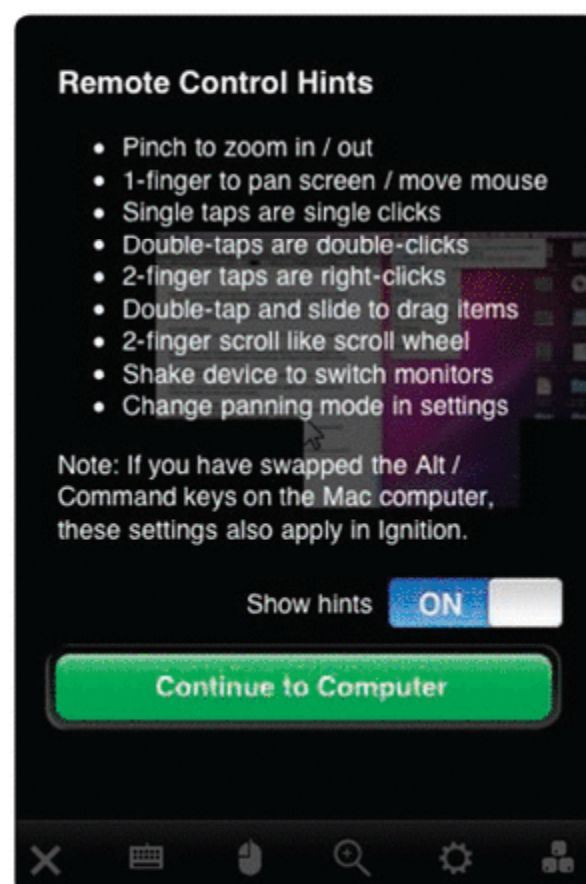 Remote Control Hints
• Pinch to zoom in / out
• 1-finger to pan screen / move mouse
• Single taps are single clicks
• Double-taps are double-clicks
• 2-finger taps are right-clicks
• Double-tap and slide to drag items
• 2-finger scroll like scroll wheel
• Shake device to switch monitors
• Change panning mode in settings
Note: If you have swapped the Alt /
Command keys on the Mac computer,
these settings also apply in Ignition.
Show hints ON
Continue to Computer